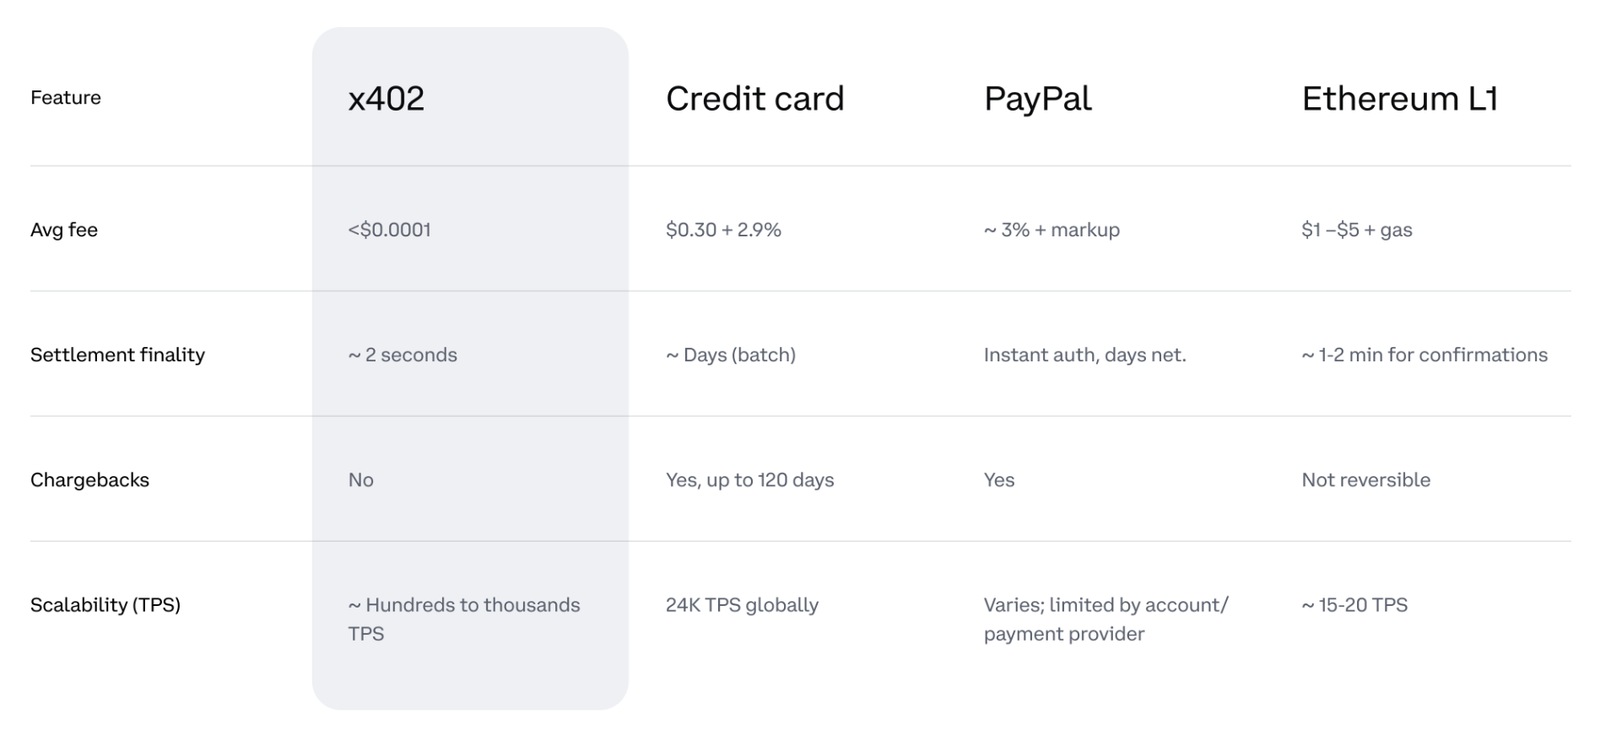 Feature x402 Credit card PayPal Ethereum L1
Avg fee <$0.0001 $0.30 + 2.9% ~ 3% + markup $1 –$5 + gas
Settlement finality ~ 2 seconds ~ Days (batch) Instant auth, days net. ~ 1-2 min for confirmations
Chargebacks No Yes, up to 120 days Yes Not reversible
Scalability (TPS) ~ Hundreds to thousands 24K TPS globally Varies; limited by account/ ~ 15-20 TPS
TPS payment provider